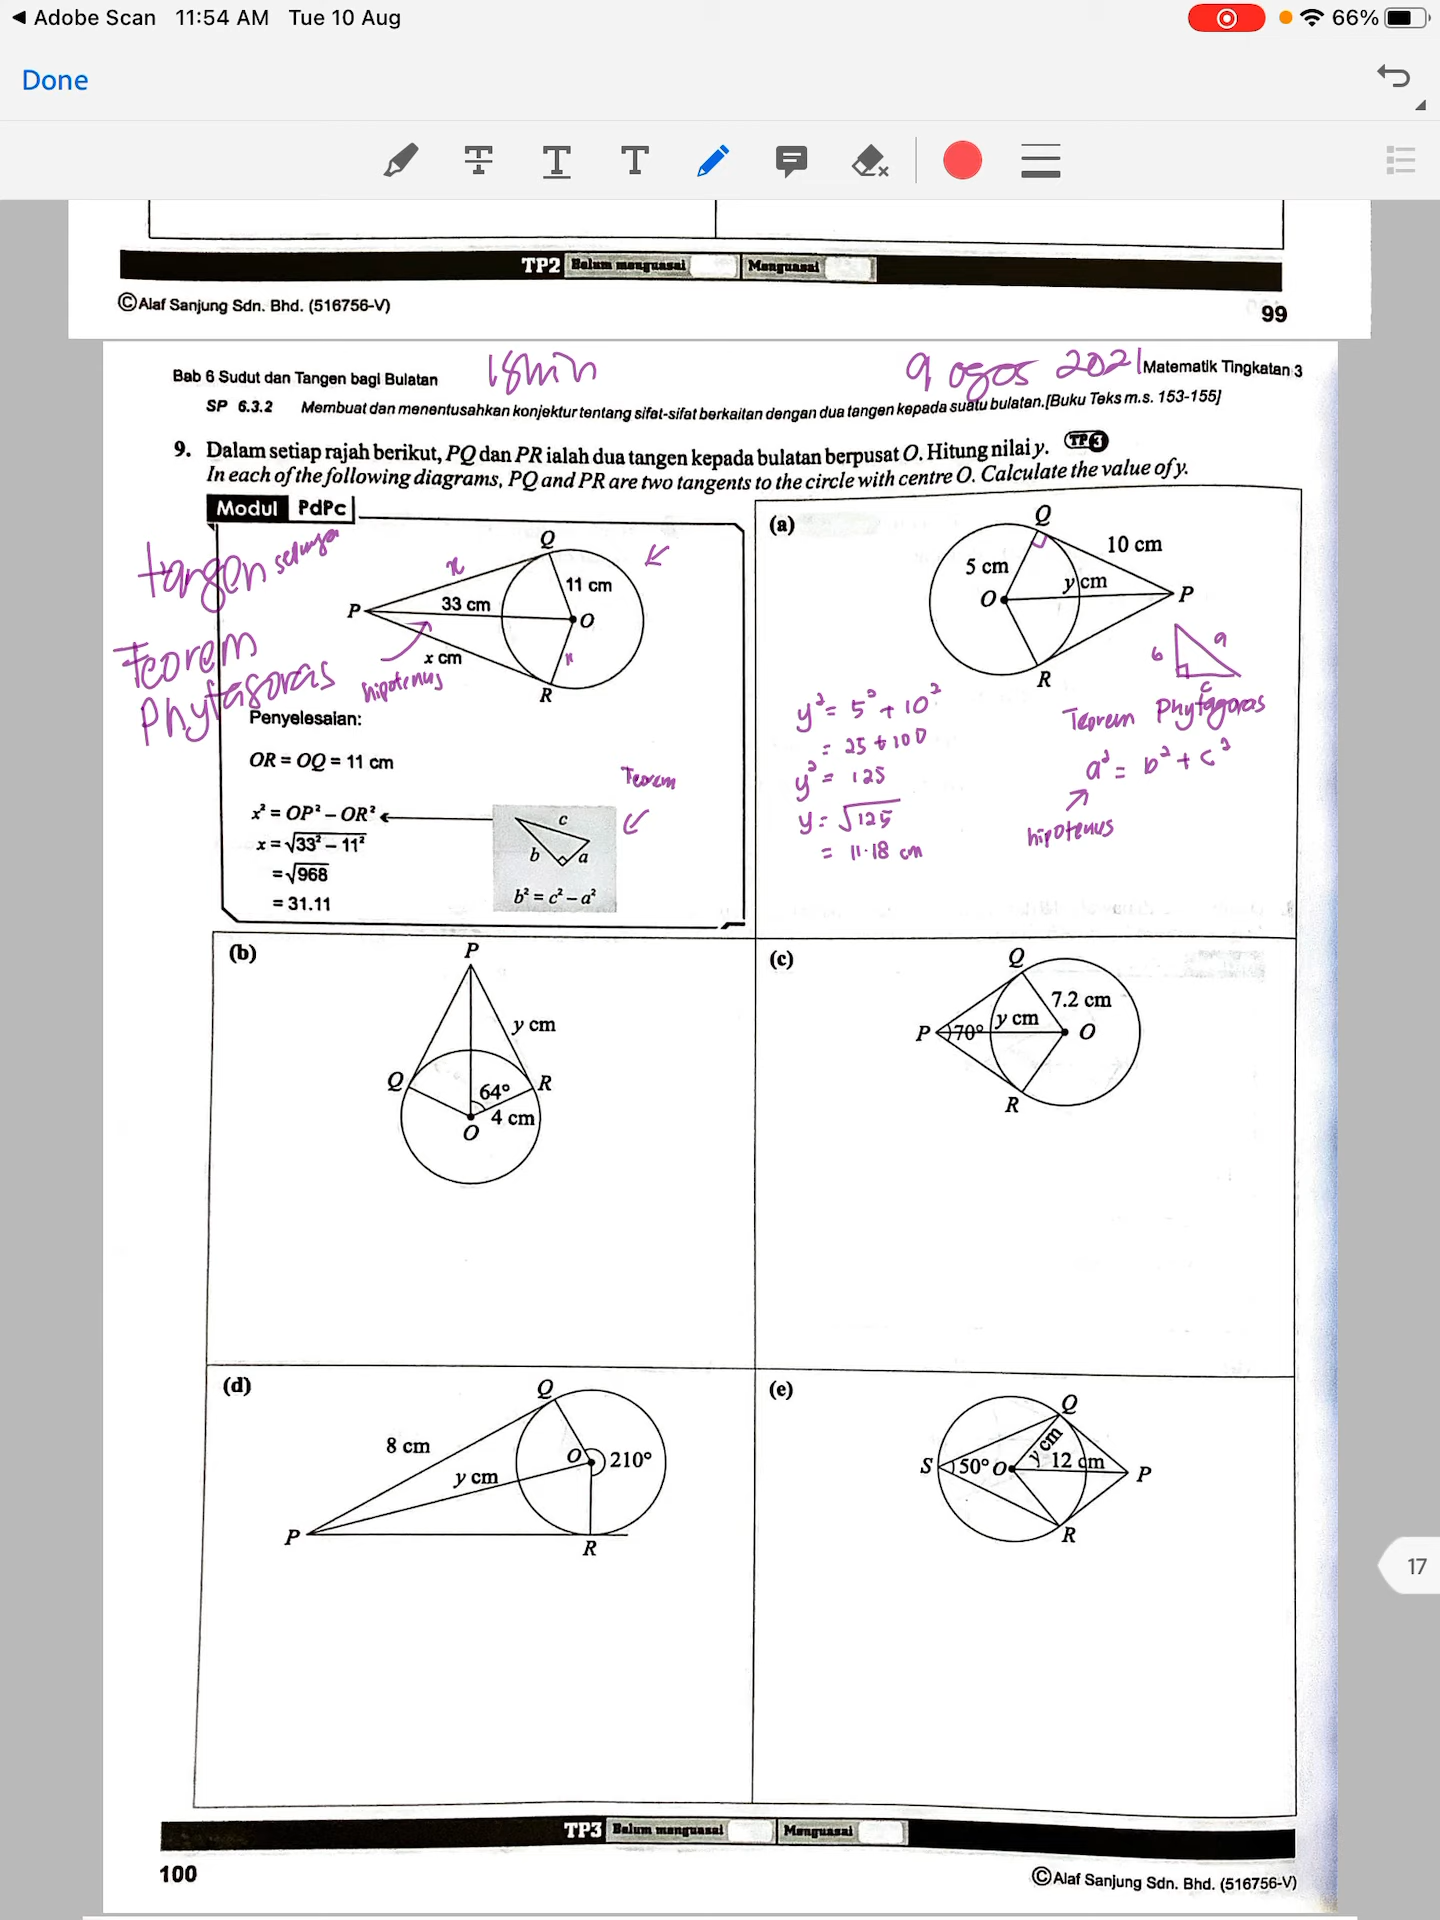 Adobe Scan 11:54 AM Tue 10 Aug 66%
Done
TP2 Belum menguasai Menguasai
©Alaf Sanjung Sdn. Bhd. (516756-V)
99
18hin
9 ogos 2021
Bab 6 Sudut dan Tangen bagi Bulatan
Matematik Tingkatan 3
SP 6.3.2 Membuat dan menentusahkan konjektur tentang sifat-sifat berkaitan dengan dua tangen kepada suatu bulatan.[Buku Teks m.s. 153-155]
9. Dalam setiap rajah berikut, PQ dan PR ialah dua tangen kepada bulatan berpusat O. Hitung nilai y. TP3
In each of the following diagrams, PQ and PR are two tangents to the circle with centre O. Calculate the value of y.
Modul PdPc
tangen
Q
x
11 cm
33 cm
P
O
x cm
R
hipotenus
Teorem
Phytagoras
Penyelesaian:
OR = OQ = 11 cm
Teorem
x² = OP² – OR²
x = √33² – 11²
= √968
= 31.11
c
b
a
b² = c² – a²
(a)
Q
10 cm
5 cm
y cm
O
P
R
b
a
c
y² = 5² + 10²
= 25 + 100
y² = 125
y = √125
= 11.18 cm
Teorem Phytagoras
a² = b² + c²
hipotenus
(b)
P
y cm
Q
R
64°
4 cm
O
(c)
Q
7.2 cm
y cm
P
70°
O
R
(d)
Q
8 cm
O
210°
y cm
P
R
(e)
Q
y cm
S
50°
O
12 cm
P
R
17
TP3 Belum menguasai Menguasai
100
©Alaf Sanjung Sdn. Bhd. (516756-V)